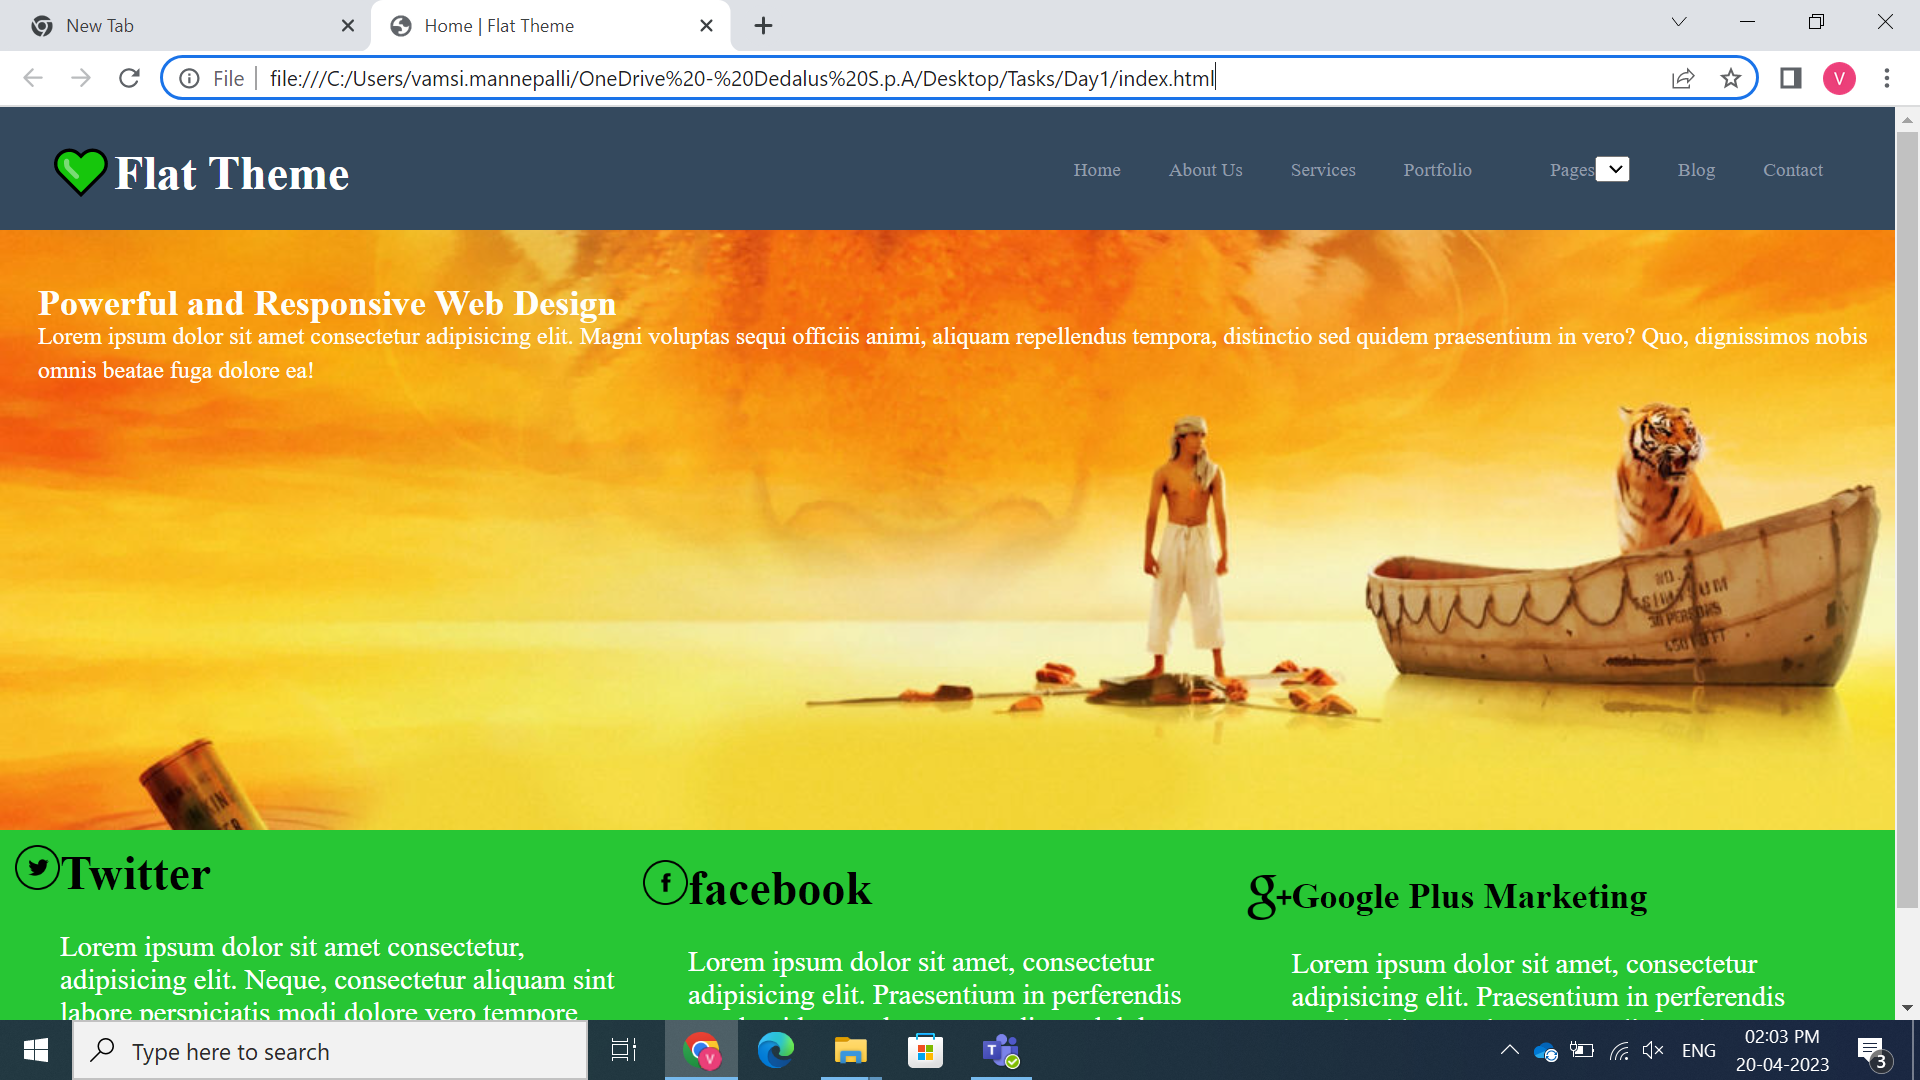 New Tab
Home | Flat Theme
File
file:///C:/Users/vamsi.mannepalli/OneDrive%20-%20Dedalus%20S.p.A/Desktop/Tasks/Day1/index.html
V
Flat Theme
Home
About Us
Services
Portfolio
Pages
Blog
Contact
Powerful and Responsive Web Design
Lorem ipsum dolor sit amet consectetur adipisicing elit. Magni voluptas sequi officiis animi, aliquam repellendus tempora, distinctio sed quidem praesentium in vero? Quo, dignissimos nobis
omnis beatae fuga dolore ea!
30 PERSONS
Twitter
Lorem ipsum dolor sit amet consectetur,
adipisicing elit. Neque, consectetur aliquam sint
labore perspiciatis modi dolore vero tempore
f
facebook
Lorem ipsum dolor sit amet, consectetur
adipisicing elit. Praesentium in perferendis
g+
Google Plus Marketing
Lorem ipsum dolor sit amet, consectetur
adipisicing elit. Praesentium in perferendis
Type here to search
V
T
ENG
02:03 PM
20-04-2023
3